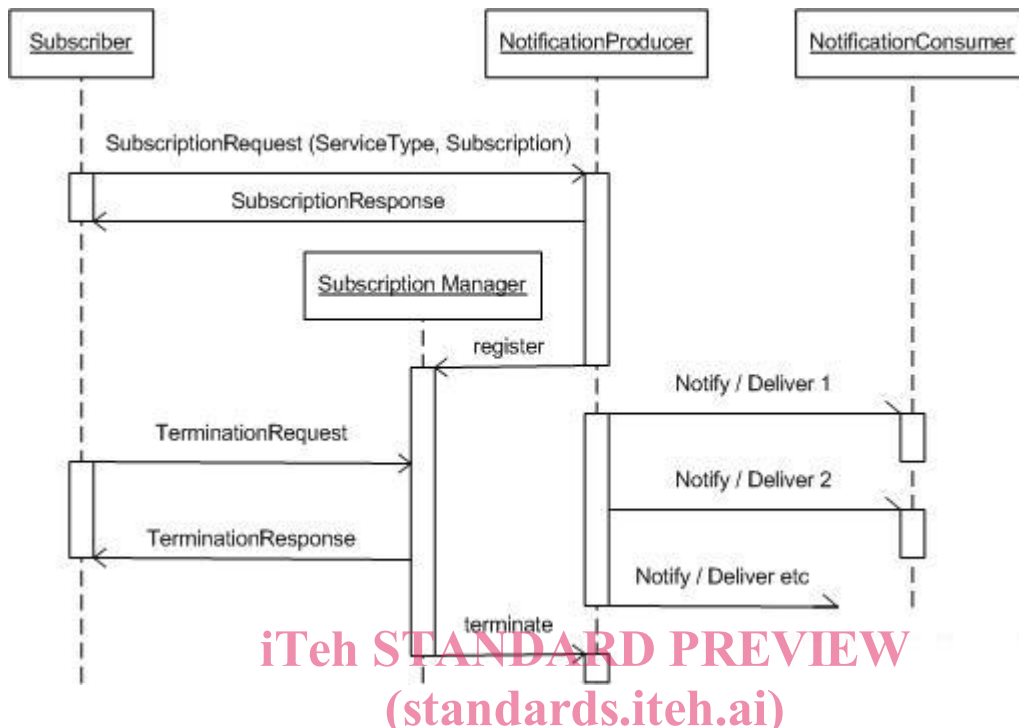 Subscriber
NotificationProducer
NotificationConsumer
SubscriptionRequest (ServiceType, Subscription)
SubscriptionResponse
Subscription Manager
register
Notify / Deliver 1
TerminationRequest
Notify / Deliver 2
TerminationResponse
Notify / Deliver etc
terminate
iTeh STANDARD PREVIEW
(standards.iteh.ai)